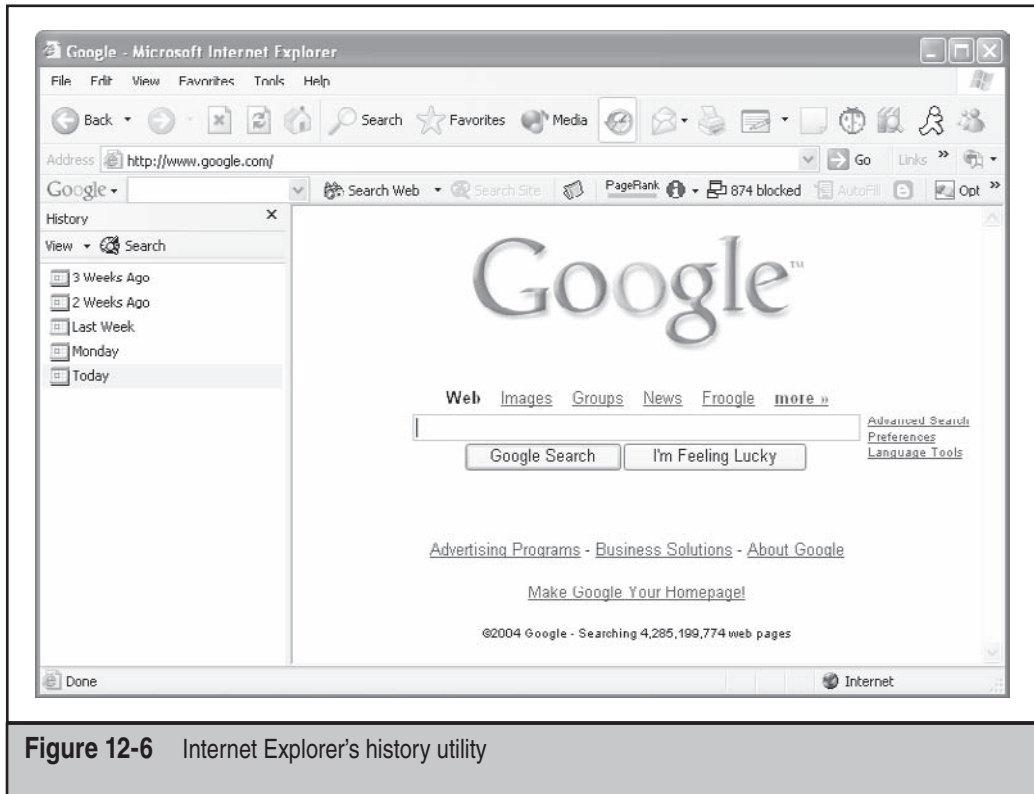 Google - Microsoft Internet Explorer
File Edit View Favorites Tools Help
Back Search Favorites Media
Address http://www.google.com/ Go Links »
Google Search Web Search Site PageRank 874 blocked AutoFill Opt »
History x
View Search
3 Weeks Ago
2 Weeks Ago
Last Week
Monday
Today
Google™
Web Images Groups News Froogle more »
Advanced Search
Preferences
Language Tools
Google Search I'm Feeling Lucky
Advertising Programs - Business Solutions - About Google
Make Google Your Homepage!
©2004 Google - Searching 4,285,199,774 web pages
Done Internet
Figure 12-6 Internet Explorer's history utility